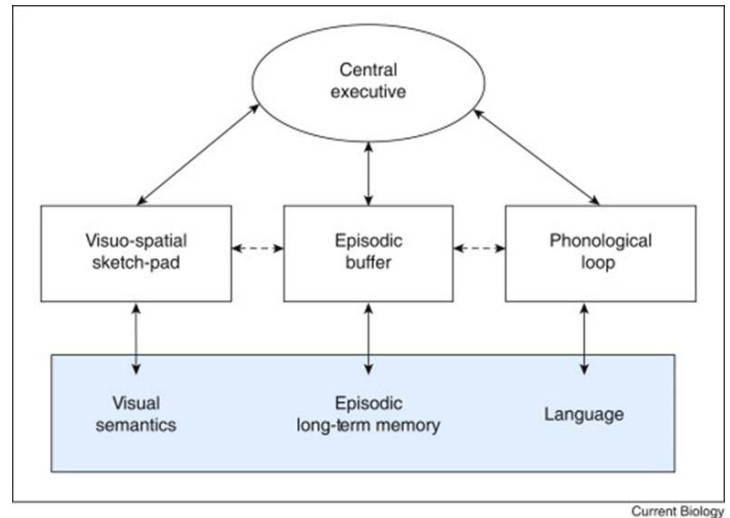 Central
executive
Visuo-spatial
sketch-pad
Episodic
buffer
Phonological
loop
Visual
semantics
Episodic
long-term memory
Language
Current Biology